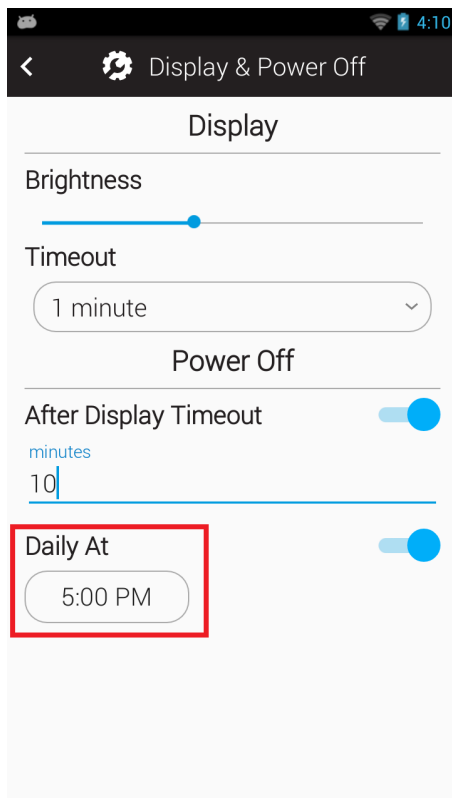 4:10
Display & Power Off
Display
Brightness
Timeout
1 minute
Power Off
After Display Timeout
minutes
10
Daily At
5:00 PM